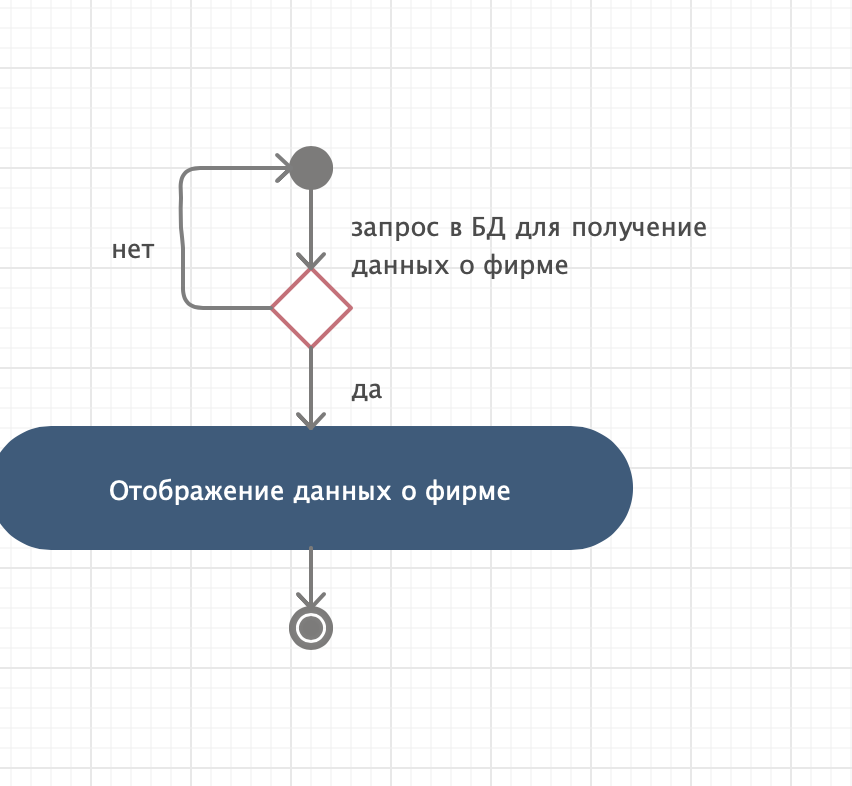 запрос в БД для получение
данных о фирме
нет
да
Отображение данных о фирме